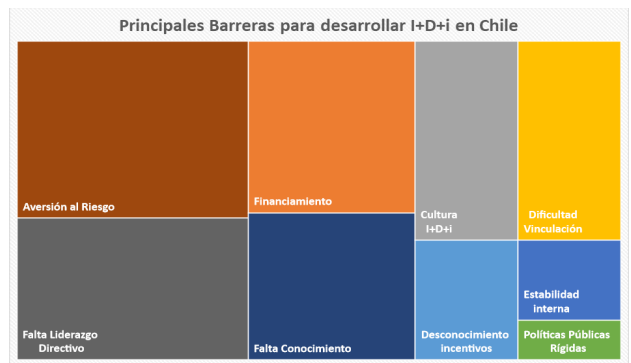 Principales Barreras para desarrollar I+D+i en Chile
Aversión al Riesgo
Falta Liderazgo
Directivo
Financiamiento
Falta Conocimiento
Cultura
I+D+i
Dificultad
Vinculación
Desconocimiento
incentivos
Estabilidad
interna
Políticas Públicas
Rígidas